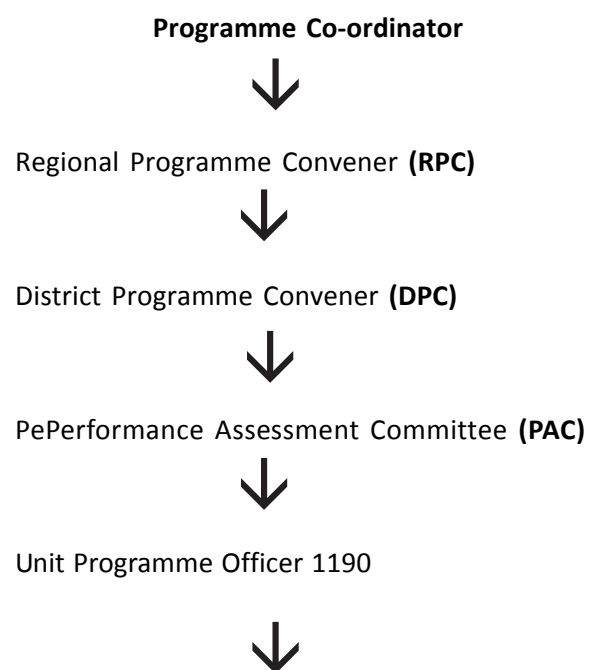 Programme Co-ordinator
Regional Programme Convener (RPC)
District Programme Convener (DPC)
PePerformance Assessment Committee (PAC)
Unit Programme Officer 1190